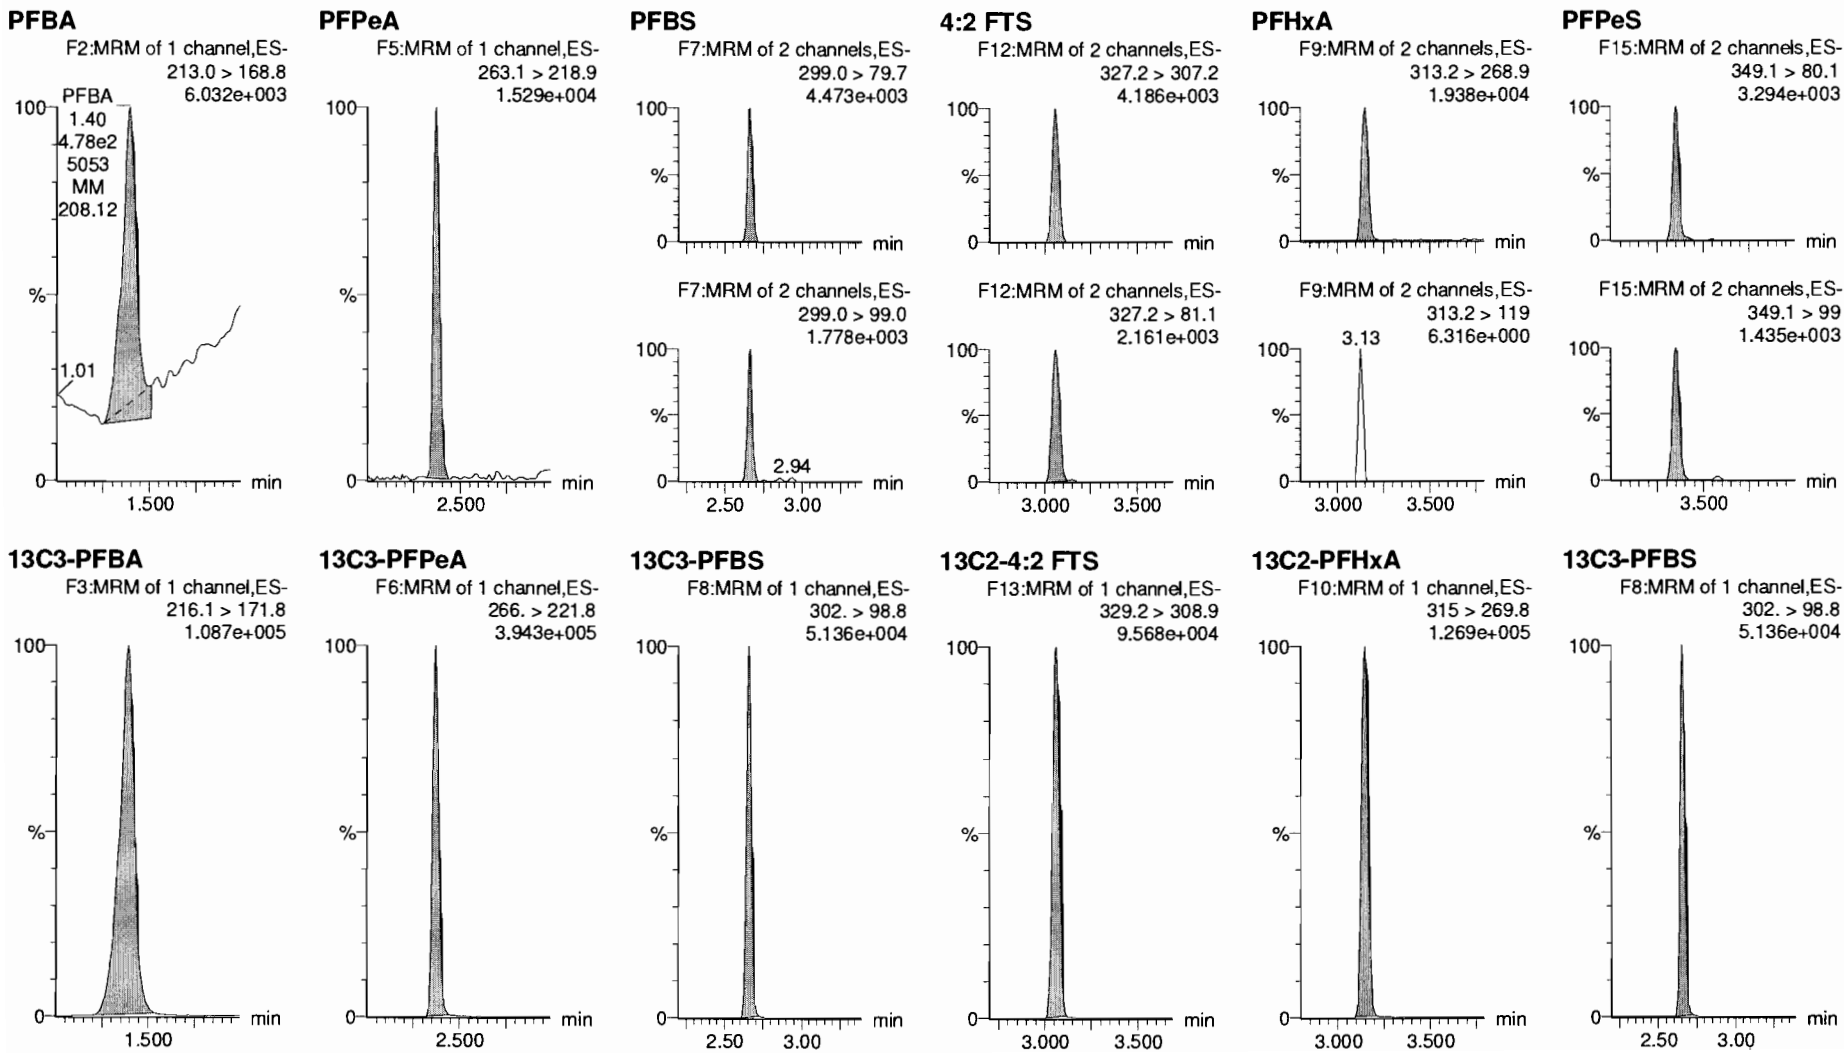 PFBA
F2:MRM of 1 channel,ES-
213.0 > 168.8
6.032e+003
PFBA
1.40
4.78e2
5053
MM
208.12
100
%
1.01
0
min
1.500
PFPeA
F5:MRM of 1 channel,ES-
263.1 > 218.9
1.529e+004
100
%
0
min
2.500
PFBS
F7:MRM of 2 channels,ES-
299.0 > 79.7
4.473e+003
100
%
0
min
F7:MRM of 2 channels,ES-
299.0 > 99.0
1.778e+003
100
%
2.94
0
min
2.50 3.00
4:2 FTS
F12:MRM of 2 channels,ES-
327.2 > 307.2
4.186e+003
100
%
0
min
F12:MRM of 2 channels,ES-
327.2 > 81.1
2.161e+003
100
%
0
min
3.000 3.500
PFHxA
F9:MRM of 2 channels,ES-
313.2 > 268.9
1.938e+004
100
%
0
min
F9:MRM of 2 channels,ES-
313.2 > 119
6.316e+000
3.13
100
%
0
min
3.000 3.500
PFPeS
F15:MRM of 2 channels,ES-
349.1 > 80.1
3.294e+003
100
%
0
min
F15:MRM of 2 channels,ES-
349.1 > 99
1.435e+003
100
%
0
min
3.500
13C3-PFBA
F3:MRM of 1 channel,ES-
216.1 > 171.8
1.087e+005
100
%
0
min
1.500
13C3-PFPeA
F6:MRM of 1 channel,ES-
266. > 221.8
3.943e+005
100
%
0
min
2.500
13C3-PFBS
F8:MRM of 1 channel,ES-
302. > 98.8
5.136e+004
100
%
0
min
2.50 3.00
13C2-4:2 FTS
F13:MRM of 1 channel,ES-
329.2 > 308.9
9.568e+004
100
%
0
min
3.000 3.500
13C2-PFHxA
F10:MRM of 1 channel,ES-
315 > 269.8
1.269e+005
100
%
0
min
3.000 3.500
13C3-PFBS
F8:MRM of 1 channel,ES-
302. > 98.8
5.136e+004
100
%
0
min
2.50 3.00